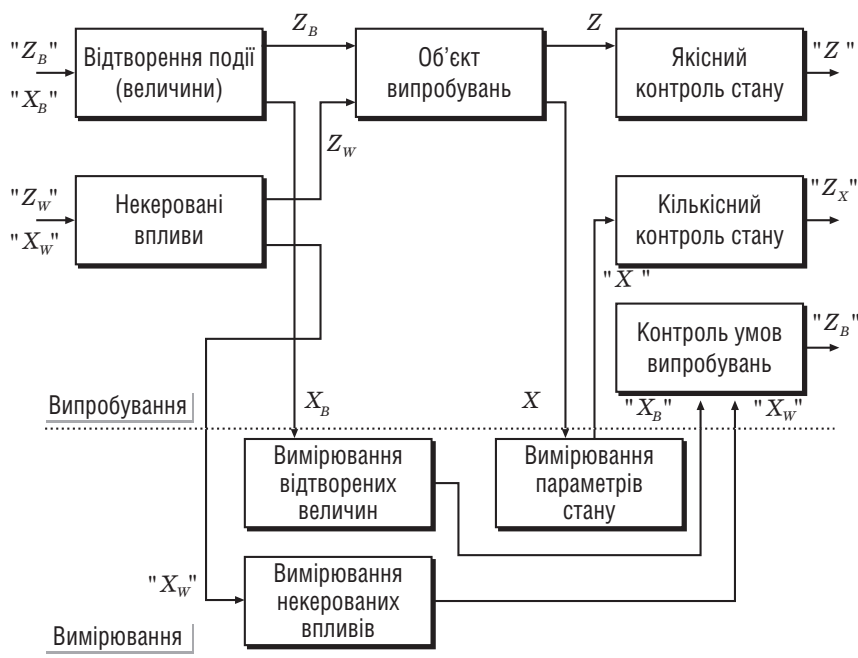 "Z_B"
"X_B"
Відтворення події
(величини)
Z_B
Об’єкт
випробувань
Z
Якісний
контроль стану
"Z"
Z_W
"Z_W"
"X_W"
Некеровані
впливи
Кількісний
контроль стану
"Z_X"
"X"
Контроль умов
випробувань
"Z_B"
Випробування
X_B
X
"X_B"
"X_W"
Вимірювання
відтворених
величин
Вимірювання
параметрів
стану
"X_W"
Вимірювання
некерованих
впливів
Вимірювання